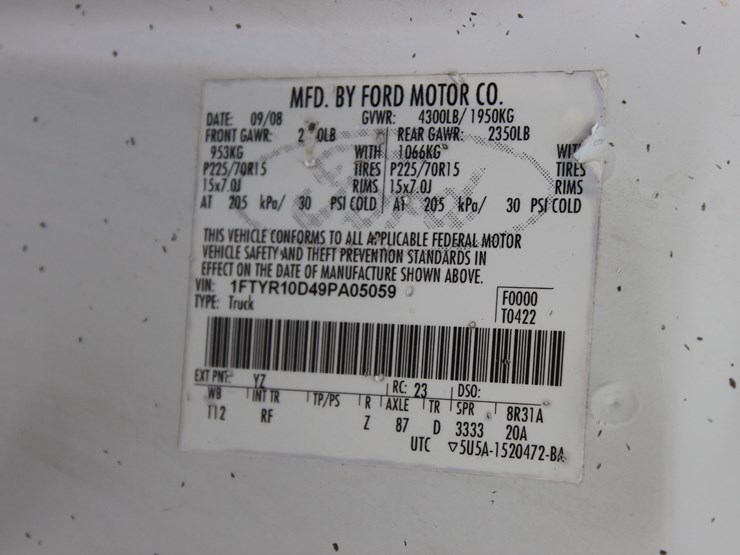 MFD. BY FORD MOTOR CO.
DATE: 09/08 GVWR: 4300LB/ 1950KG
FRONT GAWR: REAR GAWR: 2350LB
953KG WITH 1066KG
P225/70R15 TIRES P225/70R15 TIRES
15x7.0J RIMS 15x7.0J RIMS
AT 205 kPa/ 30 PSI COLD AT 205 kPa/ 30 PSI COLD
THIS VEHICLE CONFORMS TO ALL APPLICABLE FEDERAL MOTOR
VEHICLE SAFETY AND THEFT PREVENTION STANDARDS IN
EFFECT ON THE DATE OF MANUFACTURE SHOWN ABOVE.
VIN: 1FTYR10D49PA05059 F0000
TYPE: Truck T0422
EXT PNT: YZ RC: 23 DSO:
WB INT TR TP/PS R AXLE TR SPR 8R31A
112 RF Z 87 D 3333 20A
UTC ▽5U5A-1520472-BA